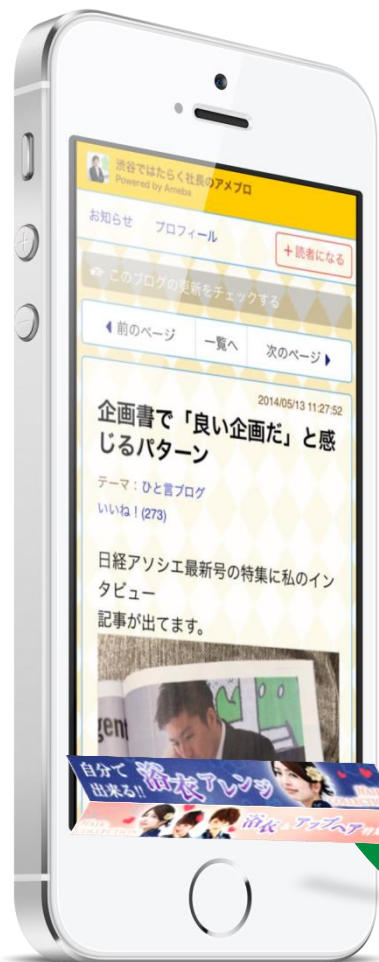 渋谷ではたらく社長のアメブロ
Powered by Ameba
お知らせ プロフィール
+読者になる
このブログの更新をチェックする
前のページ 一覧へ 次のページ
2014/05/13 11:27:52
企画書で「良い企画だ」と感
じるパターン
テーマ：ひと言ブログ
いいね！(273)
日経アソシエ最新号の特集に私のイン
タビュー
記事が出てます。
gent
自分で
出来る!!
浴衣アレンジ
HAIR
COLLECTION
HAIR
COLLECTION
浴衣 アップヘア